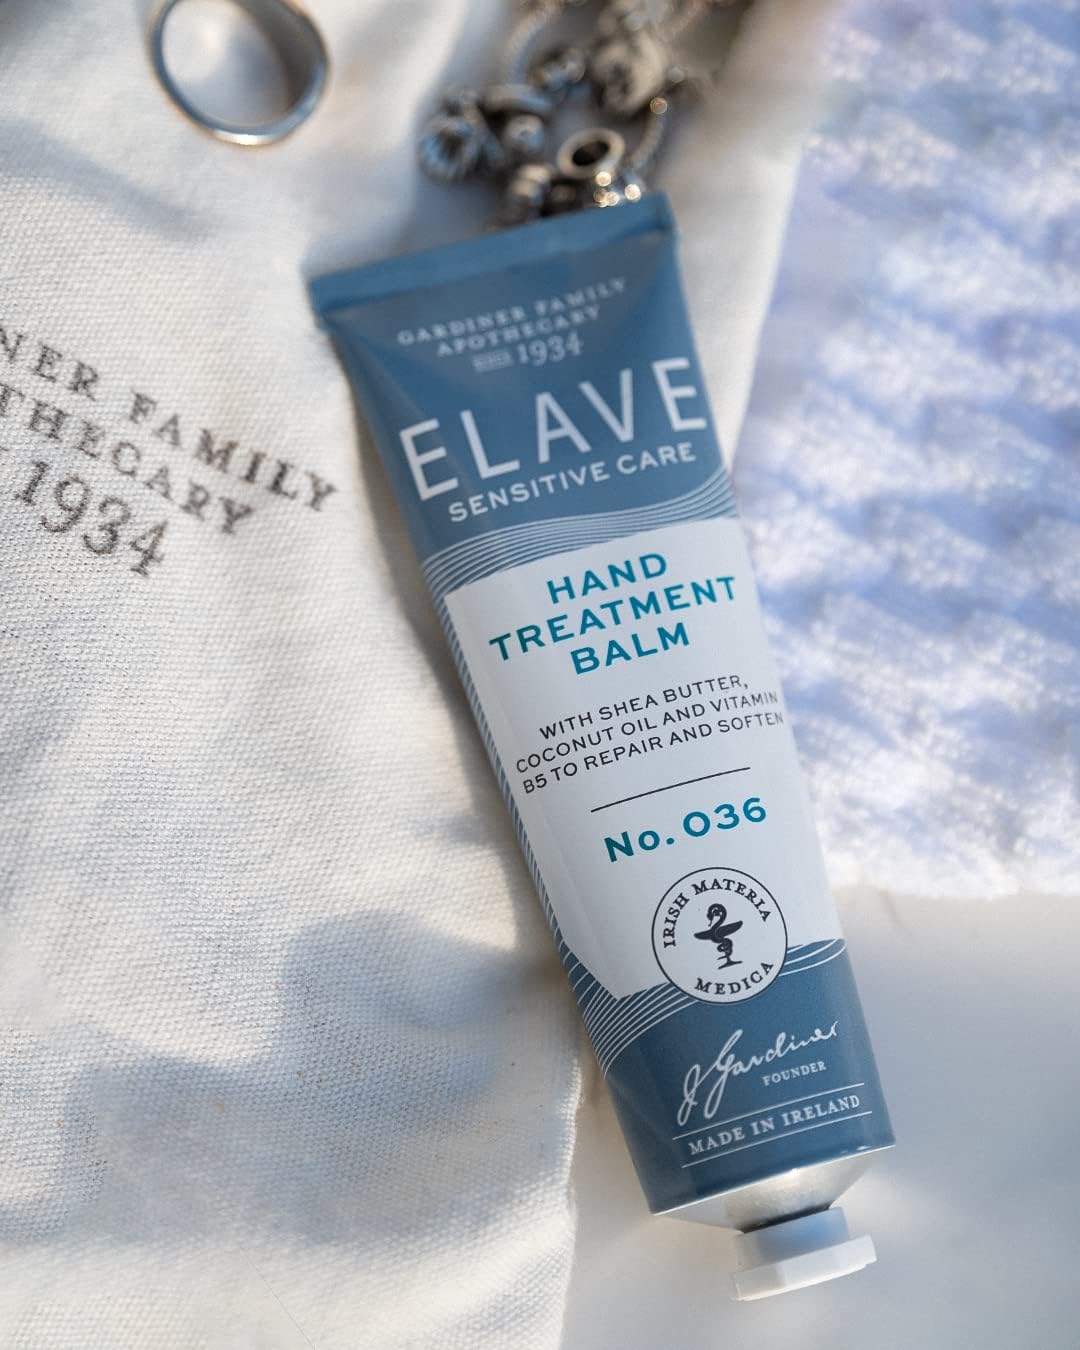 NER FAMILY
THECARY
1934
GARDINER FAMILY
APOTHECARY
1934
ELAVE
SENSITIVE CARE
HAND
TREATMENT
BALM
WITH SHEA BUTTER,
COCONUT OIL AND VITAMIN
B5 TO REPAIR AND SOFTEN
No. 036
IRISH MATERIA
MEDICA
J Gardiner
FOUNDER
MADE IN IRELAND